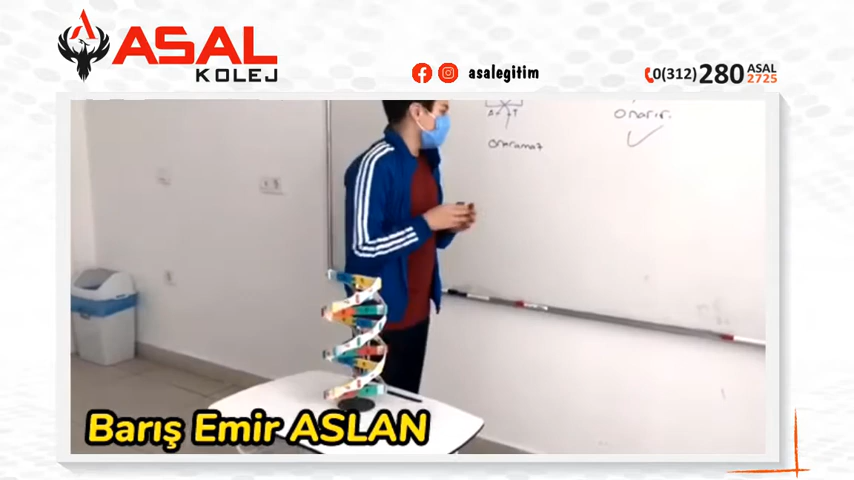 ASAL
KOLEJ
asalegitim
0(312) 280 ASAL 2725
A T
onarır.
onaramaz
Barış Emir ASLAN